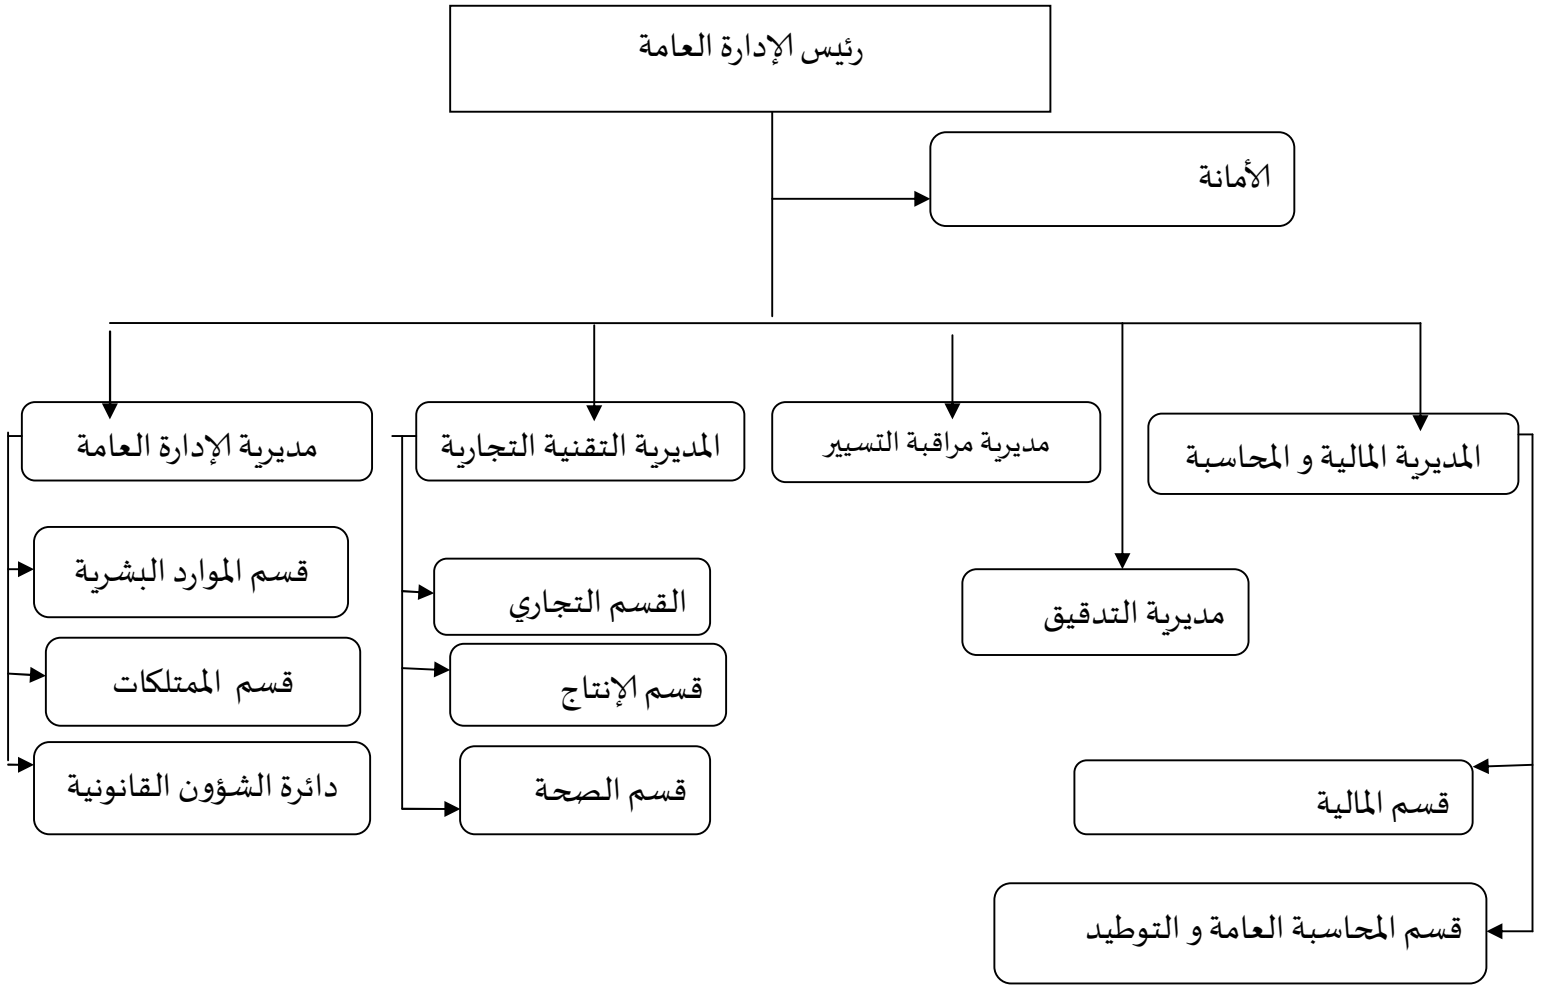 رئيس الإدارة العامة
الأمانة
المديرية المالية و المحاسبة
مديرية مراقبة التسيير
المديرية التقنية التجارية
مديرية الإدارة العامة
مديرية التدقيق
قسم المالية
قسم المحاسبة العامة و التوطيد
القسم التجاري
قسم الإنتاج
قسم الصحة
قسم الموارد البشرية
قسم الممتلكات
دائرة الشؤون القانونية